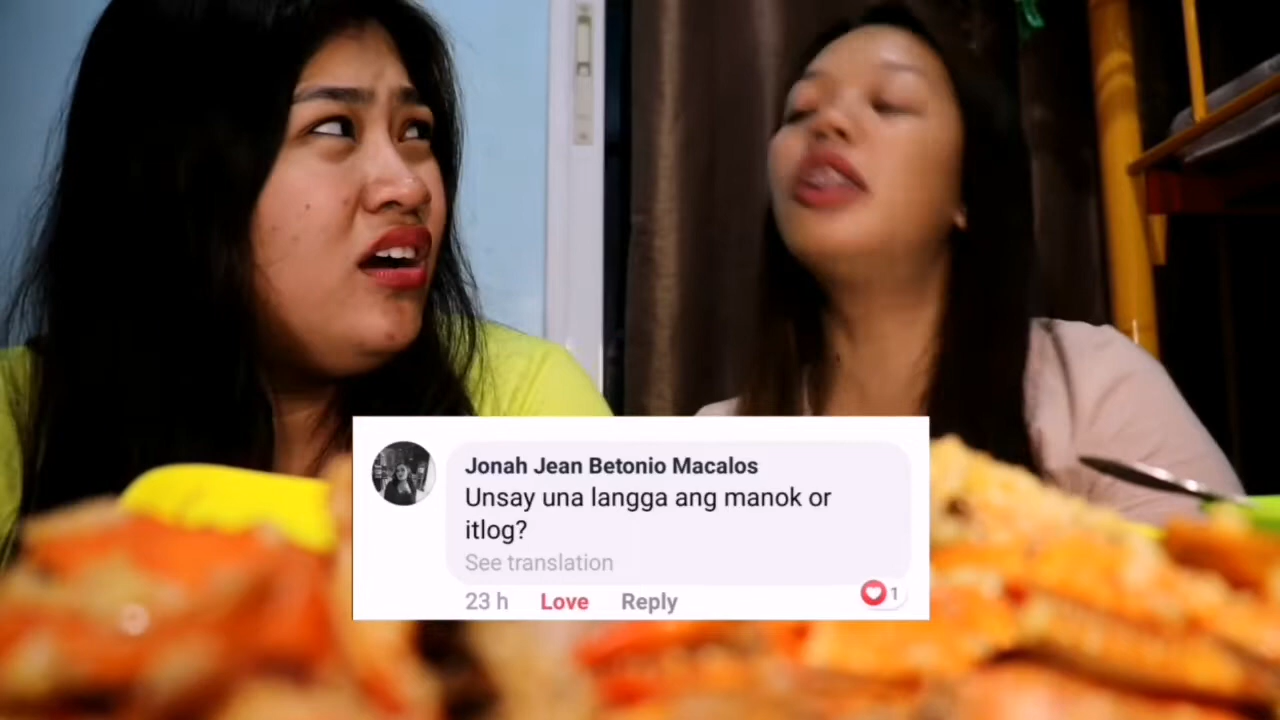 Jonah Jean Betonio Macalos
Unsay una langga ang manok or
itlog?
See translation
23 h Love Reply
1